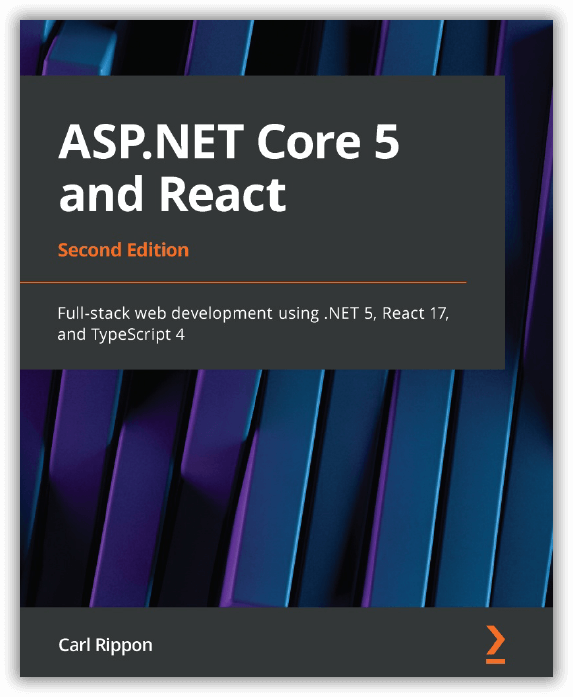 ASP.NET Core 5
and React
Second Edition
Full-stack web development using .NET 5, React 17,
and TypeScript 4
Carl Rippon